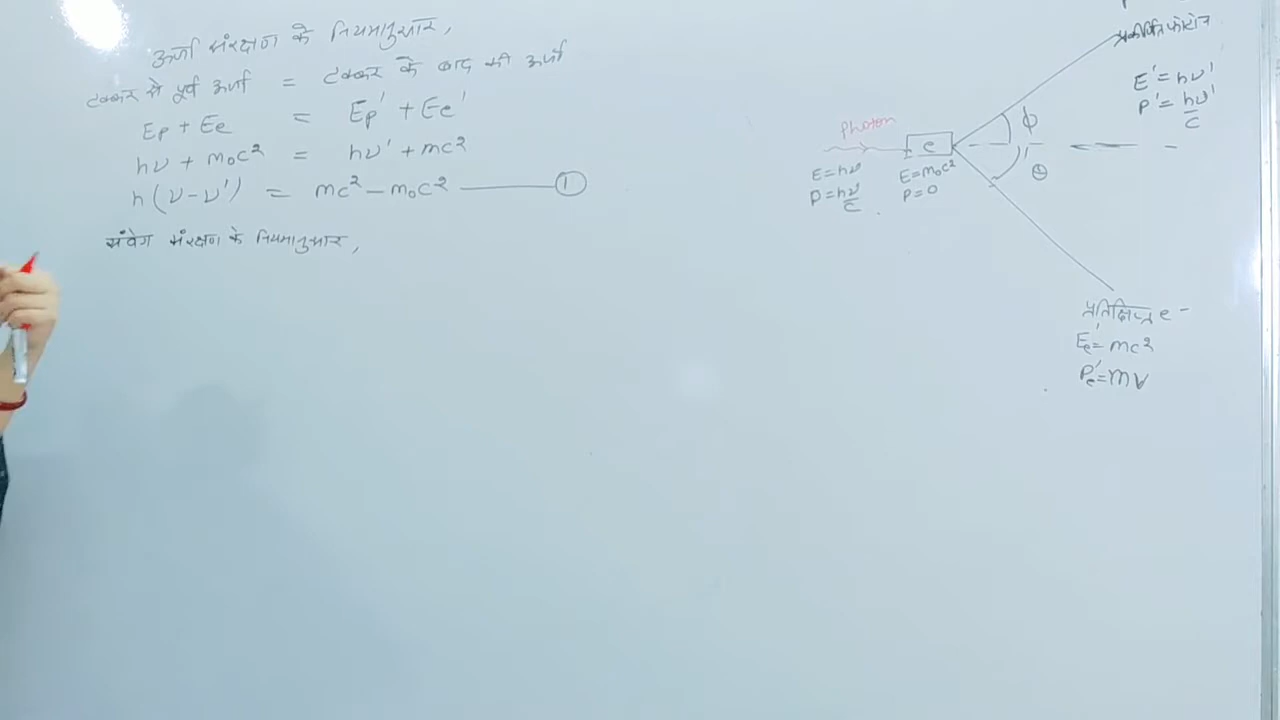 ऊर्जा संरक्षण के नियमानुसार,
टक्कर से पूर्व ऊर्जा = टक्कर के बाद की ऊर्जा
Ep + Ee = Ep' + Ee'
hν + m₀c² = hν' + mc²
h(ν - ν') = mc² - m₀c² ——— ①
संवेग संरक्षण के नियमानुसार,
प्रकीर्णित फोटोन
E' = hν'
P' = hν'/c
Photon
e
ϕ
θ
E = hν
P = hν/c
E = m₀c²
P = 0
प्रतिक्षिप्त e-
Ee' = mc²
Pe' = mv